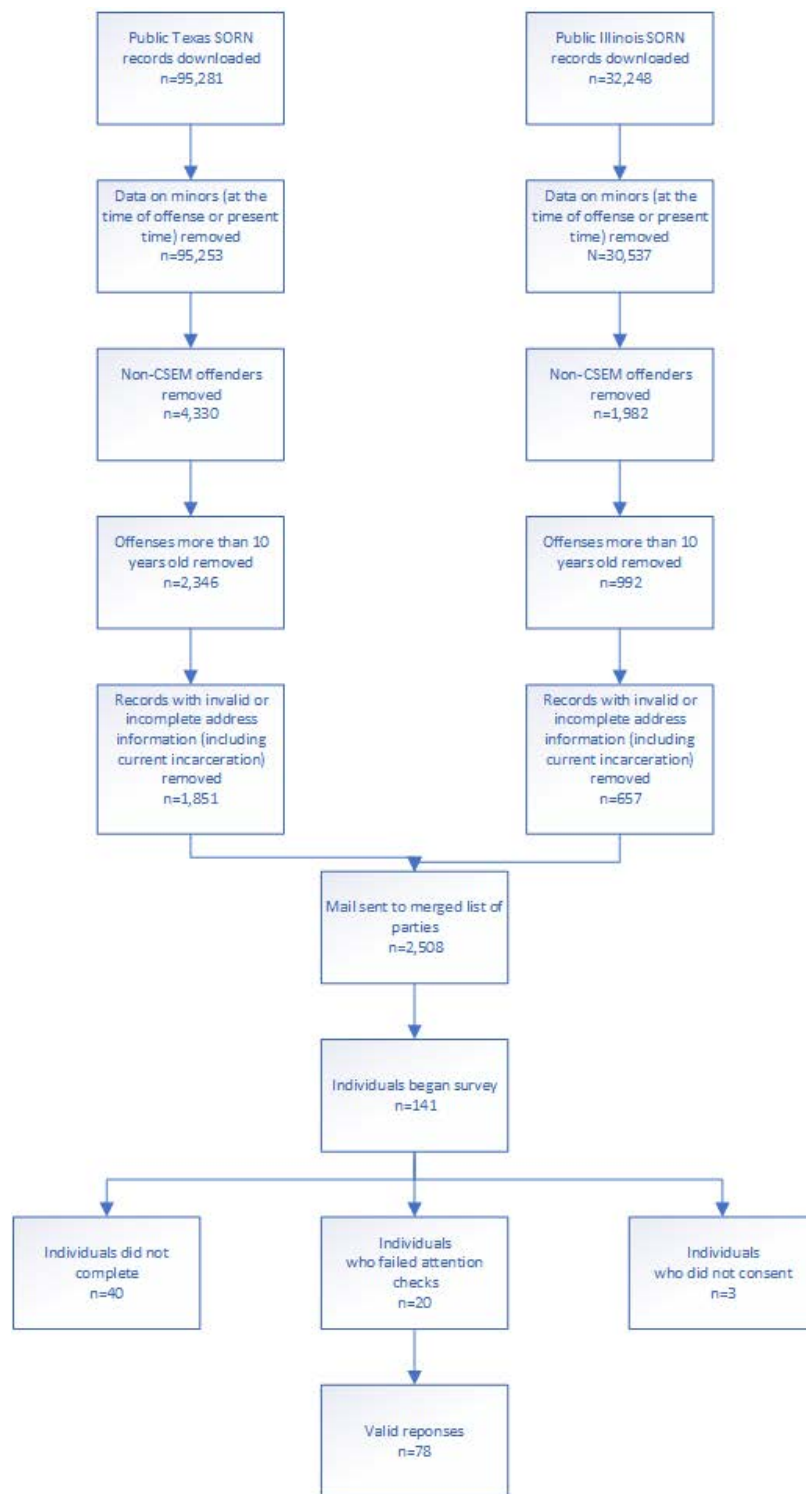 Public Texas SORN
records downloaded
n=95,281
Public Illinois SORN
records downloaded
n=32,248
Data on minors (at the
time of offense or present
time) removed
n=95,253
Data on minors (at the
time of offense or present
time) removed
N=30,537
Non-CSEM offenders
removed
n=4,330
Non-CSEM offenders
removed
n=1,982
Offenses more than 10
years old removed
n=2,346
Offenses more than 10
years old removed
n=992
Records with invalid or
incomplete address
information (including
current incarceration)
removed
n=1,851
Records with invalid or
incomplete address
information (including
current incarceration)
removed
n=657
Mail sent to merged list of
parties
n=2,508
Individuals began survey
n=141
Individuals did not
complete
n=40
Individuals
who failed attention
checks
n=20
Individuals
who did not consent
n=3
Valid reponses
n=78